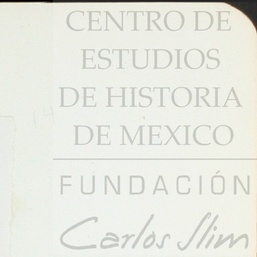 CENTRO DE
ESTUDIOS
DE HISTORIA
DE MEXICO
FUNDACIÓN
Carlos Slim